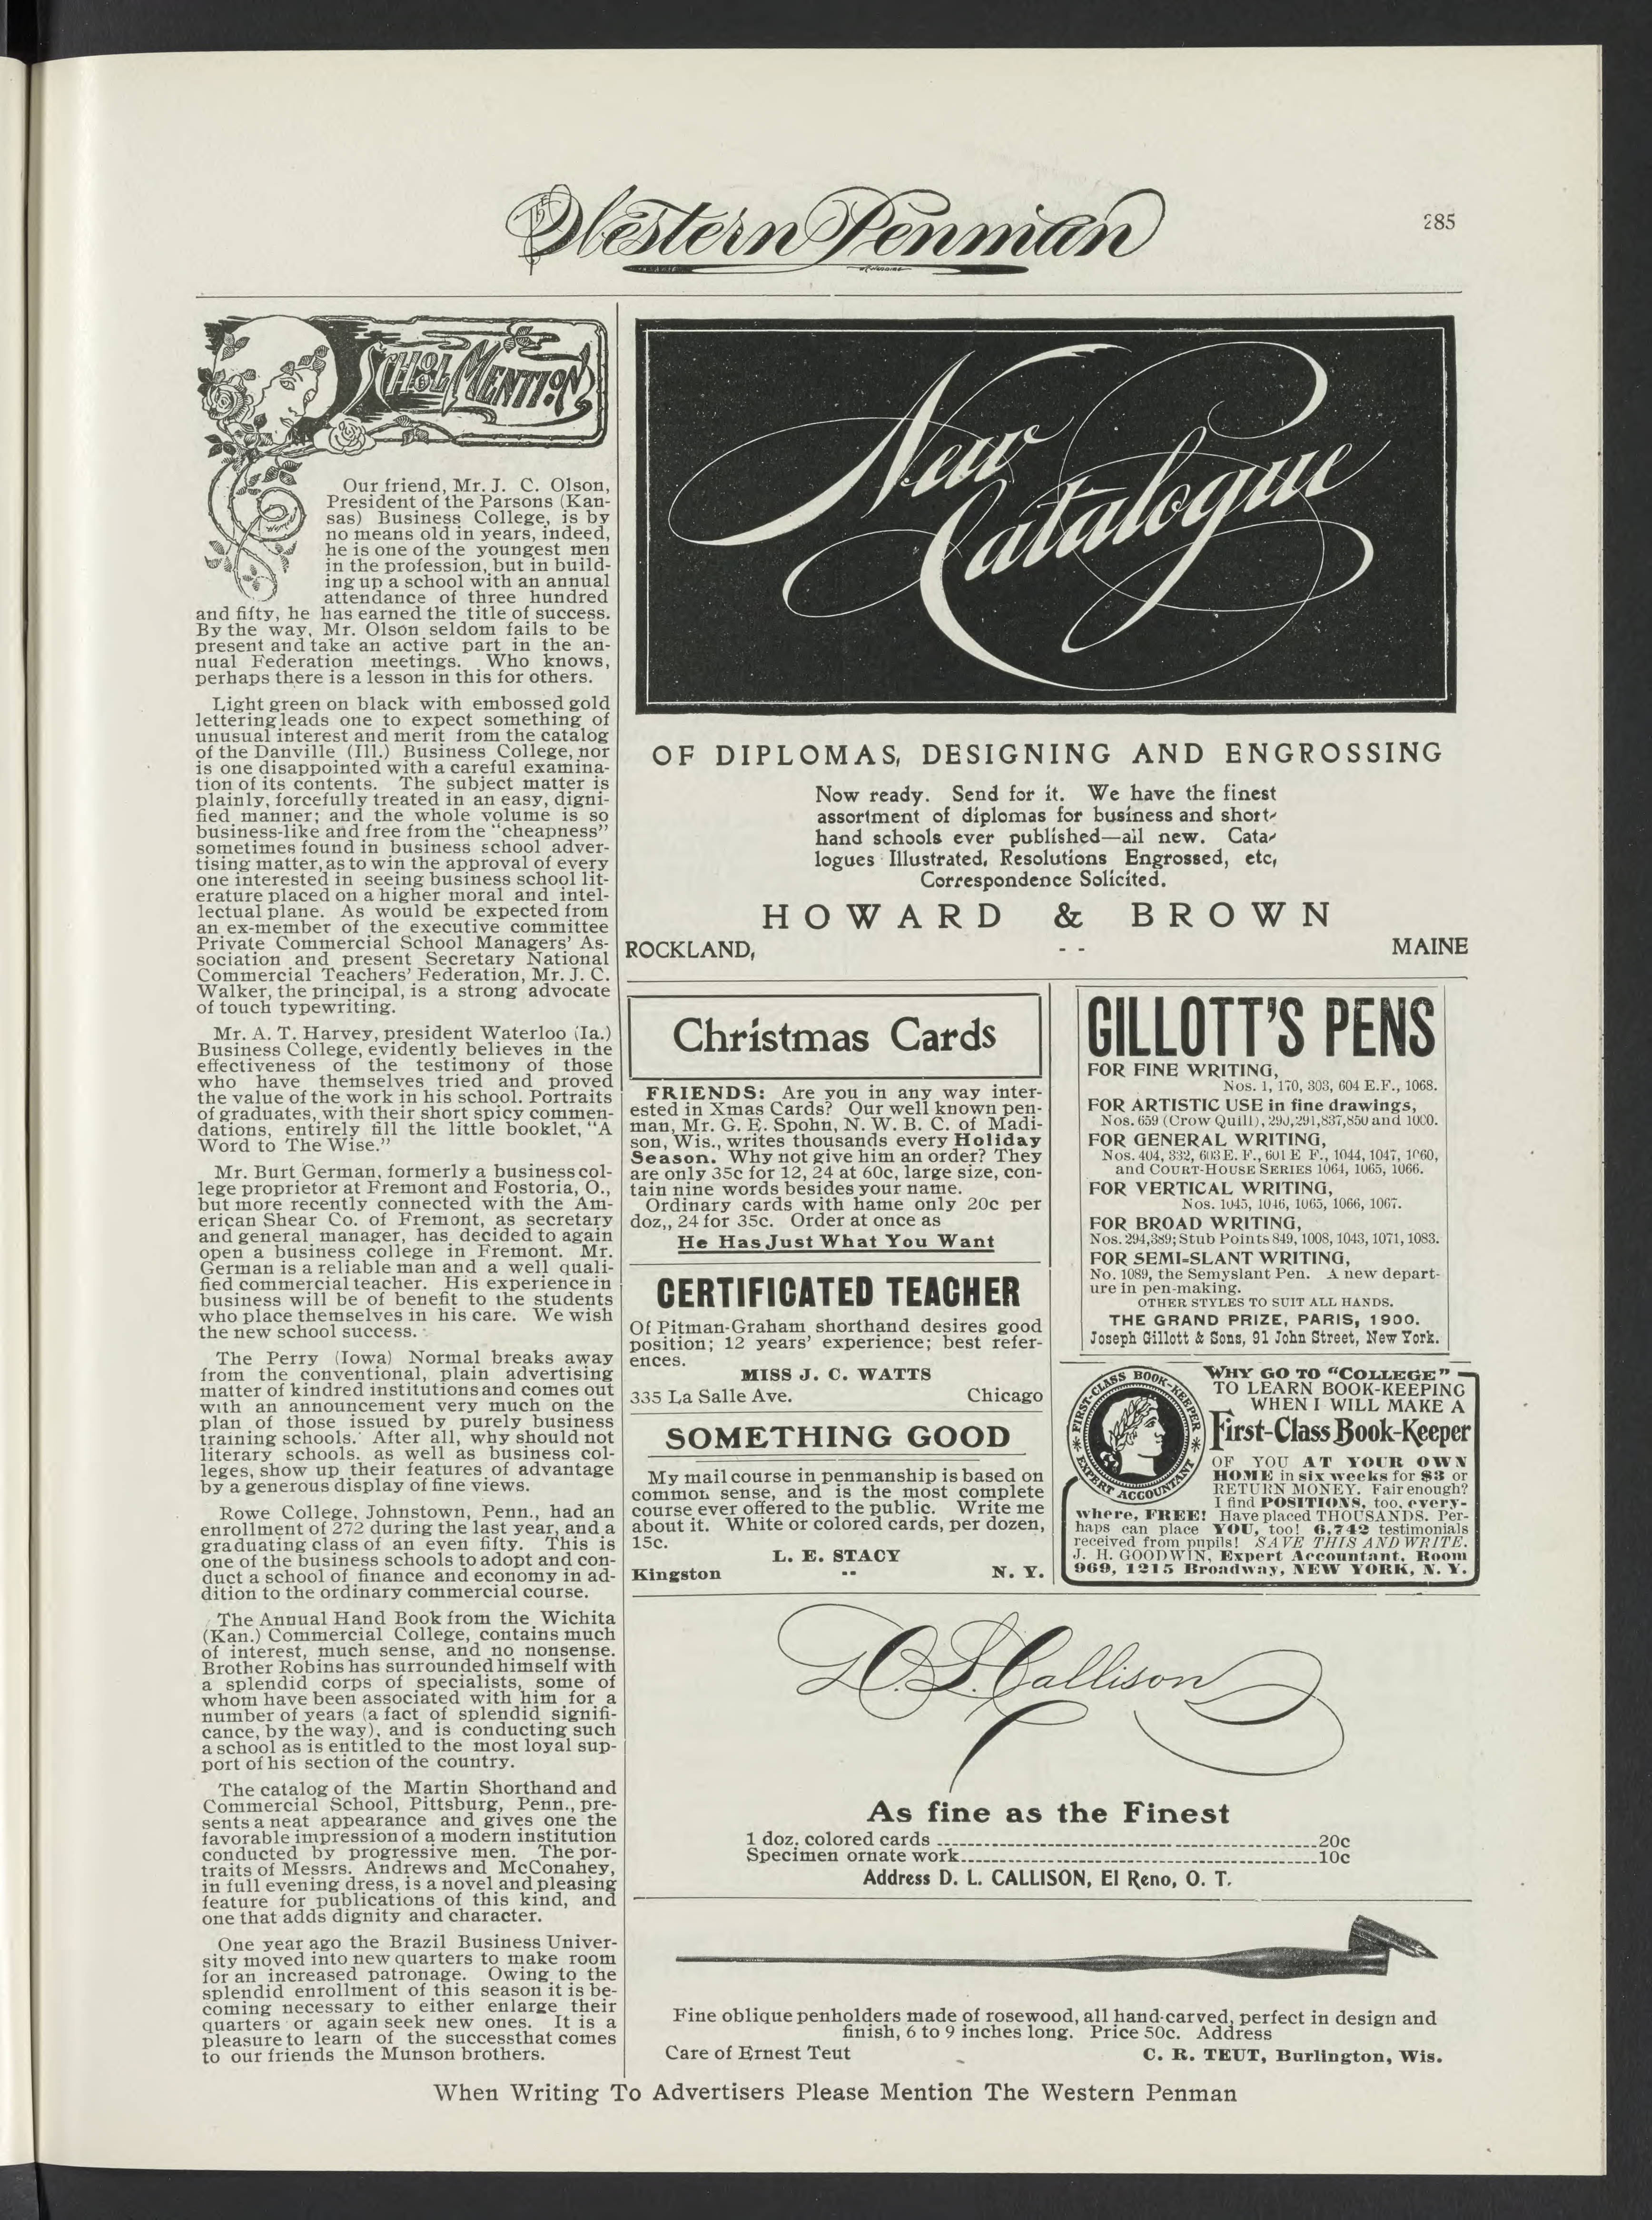 The Western Penman
285
SCHOOL MENTION
Our friend, Mr. J. C. Olson,
President of the Parsons (Kan-
sas) Business College, is by
no means old in years, indeed,
he is one of the youngest men
in the profession, but in build-
ing up a school with an annual
attendance of three hundred
and fifty, he has earned the title of success.
By the way, Mr. Olson seldom fails to be
present and take an active part in the an-
nual Federation meetings. Who knows,
perhaps there is a lesson in this for others.
Light green on black with embossed gold
lettering leads one to expect something of
unusual interest and merit from the catalog
of the Danville (Ill.) Business College, nor
is one disappointed with a careful examina-
tion of its contents. The subject matter is
plainly, forcefully treated in an easy, digni-
fied manner; and the whole volume is so
business-like and free from the "cheapness"
sometimes found in business school adver-
tising matter, as to win the approval of every
one interested in seeing business school lit-
erature placed on a higher moral and intel-
lectual plane. As would be expected from
an ex-member of the executive committee
Private Commercial School Managers' As-
sociation and present Secretary National
Commercial Teachers' Federation, Mr. J. C.
Walker, the principal, is a strong advocate
of touch typewriting.
Mr. A. T. Harvey, president Waterloo (Ia.)
Business College, evidently believes in the
effectiveness of the testimony of those
who have themselves tried and proved
the value of the work in his school. Portraits
of graduates, with their short spicy commen-
dations, entirely fill the little booklet, "A
Word to The Wise."
Mr. Burt German, formerly a business col-
lege proprietor at Fremont and Fostoria, O.,
but more recently connected with the Am-
erican Shear Co. of Fremont, as secretary
and general manager, has decided to again
open a business college in Fremont. Mr.
German is a reliable man and a well quali-
fied commercial teacher. His experience in
business will be of benefit to the students
who place themselves in his care. We wish
the new school success.
The Perry (Iowa) Normal breaks away
from the conventional, plain advertising
matter of kindred institutions and comes out
with an announcement very much on the
plan of those issued by purely business
training schools. After all, why should not
literary schools. as well as business col-
leges, show up their features of advantage
by a generous display of fine views.
Rowe College, Johnstown, Penn., had an
enrollment of 272 during the last year, and a
graduating class of an even fifty. This is
one of the business schools to adopt and con-
duct a school of finance and economy in ad-
dition to the ordinary commercial course.
The Annual Hand Book from the Wichita
(Kan.) Commercial College, contains much
of interest, much sense, and no nonsense.
Brother Robins has surrounded himself with
a splendid corps of specialists, some of
whom have been associated with him for a
number of years (a fact of splendid signifi-
cance, by the way), and is conducting such
a school as is entitled to the most loyal sup-
port of his section of the country.
The catalog of the Martin Shorthand and
Commercial School, Pittsburg, Penn., pre-
sents a neat appearance and gives one the
favorable impression of a modern institution
conducted by progressive men. The por-
traits of Messrs. Andrews and McConahey,
in full evening dress, is a novel and pleasing
feature for publications of this kind, and
one that adds dignity and character.
One year ago the Brazil Business Univer-
sity moved into new quarters to make room
for an increased patronage. Owing to the
splendid enrollment of this season it is be-
coming necessary to either enlarge their
quarters or again seek new ones. It is a
pleasure to learn of the successthat comes
to our friends the Munson brothers.
New
Catalogue
OF DIPLOMAS, DESIGNING AND ENGROSSING
Now ready. Send for it. We have the finest
assortment of diplomas for business and short-
hand schools ever published—all new. Cata-
logues Illustrated, Resolutions Engrossed, etc,
Correspondence Solicited.
HOWARD & BROWN
ROCKLAND, - - MAINE
Christmas Cards
FRIENDS: Are you in any way inter-
ested in Xmas Cards? Our well known pen-
man, Mr. G. E. Spohn, N. W. B. C. of Madi-
son, Wis., writes thousands every Holiday
Season. Why not give him an order? They
are only 35c for 12, 24 at 60c, large size, con-
tain nine words besides your name.
Ordinary cards with hame only 20c per
doz,, 24 for 35c. Order at once as
He Has Just What You Want
CERTIFICATED TEACHER
Of Pitman-Graham shorthand desires good
position; 12 years' experience; best refer-
ences.
MISS J. C. WATTS
335 La Salle Ave. Chicago
SOMETHING GOOD
My mail course in penmanship is based on
common sense, and is the most complete
course ever offered to the public. Write me
about it. White or colored cards, per dozen,
15c.
L. E. STACY
Kingston -- N. Y.
GILLOTT'S PENS
FOR FINE WRITING,
Nos. 1, 170, 303, 604 E.F., 1068.
FOR ARTISTIC USE in fine drawings,
Nos. 659 (Crow Quill), 290,291,837,850 and 1000.
FOR GENERAL WRITING,
Nos. 404, 332, 603 E. F., 601 E F., 1044, 1047, 1060,
and COURT-HOUSE SERIES 1064, 1065, 1066.
FOR VERTICAL WRITING,
Nos. 1045, 1046, 1065, 1066, 1067.
FOR BROAD WRITING,
Nos. 294,389; Stub Points 849, 1008, 1043, 1071, 1083.
FOR SEMI-SLANT WRITING,
No. 1089, the Semyslant Pen. A new depart-
ure in pen-making.
OTHER STYLES TO SUIT ALL HANDS.
THE GRAND PRIZE, PARIS, 1900.
Joseph Gillott & Sons, 91 John Street, New York.
FIRST-CLASS BOOK-KEEPER
EXPERT ACCOUNTANT
WHY GO TO "COLLEGE"
TO LEARN BOOK-KEEPING
WHEN I WILL MAKE A
First-Class Book-Keeper
OF YOU AT YOUR OWN
HOME in six weeks for $3 or
RETURN MONEY. Fair enough?
I find POSITIONS, too, every-
where, FREE! Have placed THOUSANDS. Per-
haps can place YOU, too! 6,742 testimonials
received from pupils! SAVE THIS AND WRITE.
J. H. GOODWIN, Expert Accountant, Room
969, 1215 Broadway, NEW YORK, N. Y.
D. L. Callison
As fine as the Finest
1 doz. colored cards 20c
Specimen ornate work 10c
Address D. L. CALLISON, El Reno, O. T.
Fine oblique penholders made of rosewood, all hand-carved, perfect in design and
finish, 6 to 9 inches long. Price 50c. Address
Care of Ernest Teut C. R. TEUT, Burlington, Wis.
When Writing To Advertisers Please Mention The Western Penman